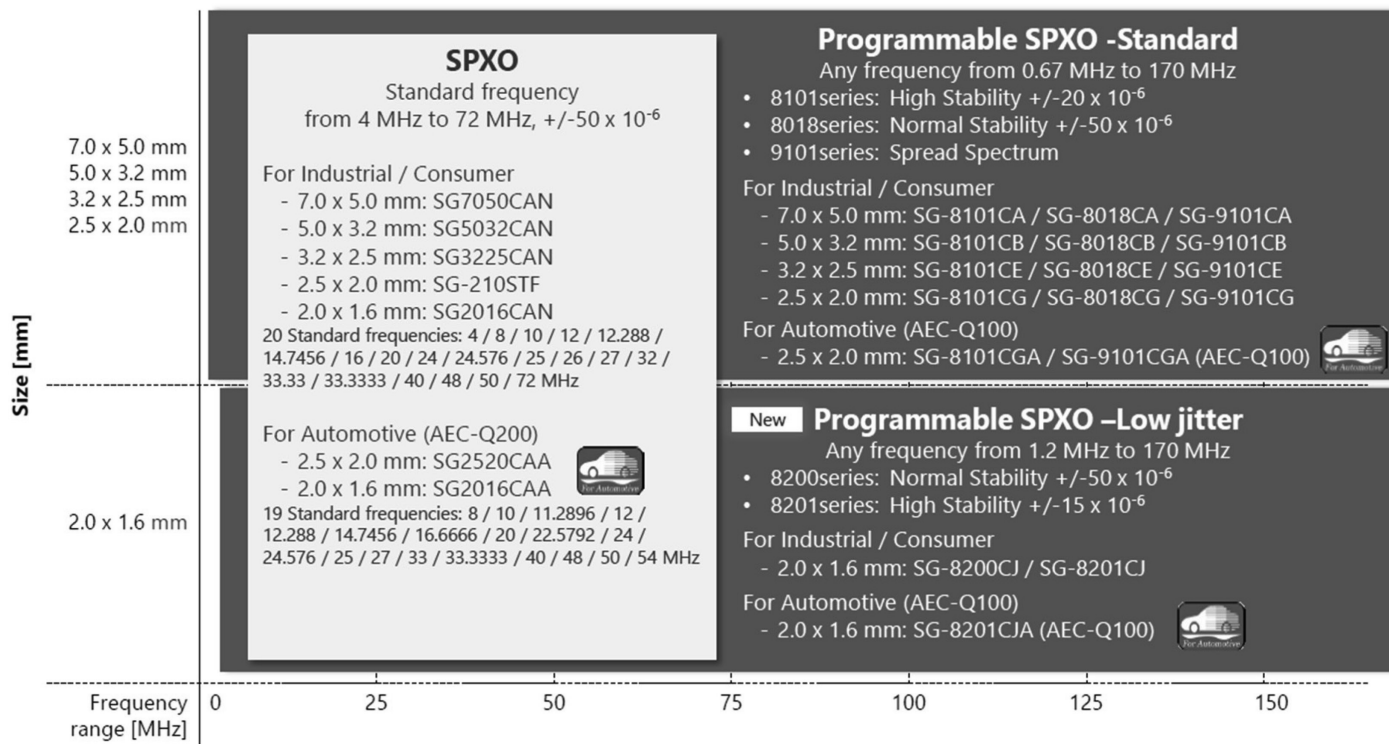 Size [mm]
7.0 x 5.0 mm
5.0 x 3.2 mm
3.2 x 2.5 mm
2.5 x 2.0 mm
2.0 x 1.6 mm
SPXO
Standard frequency
from 4 MHz to 72 MHz, +/-50 x 10⁻⁶
For Industrial / Consumer
- 7.0 x 5.0 mm: SG7050CAN
- 5.0 x 3.2 mm: SG5032CAN
- 3.2 x 2.5 mm: SG3225CAN
- 2.5 x 2.0 mm: SG-210STF
- 2.0 x 1.6 mm: SG2016CAN
20 Standard frequencies: 4 / 8 / 10 / 12 / 12.288 /
14.7456 / 16 / 20 / 24 / 24.576 / 25 / 26 / 27 / 32 /
33.33 / 33.3333 / 40 / 48 / 50 / 72 MHz
For Automotive (AEC-Q200)
- 2.5 x 2.0 mm: SG2520CAA
- 2.0 x 1.6 mm: SG2016CAA
For Automotive
19 Standard frequencies: 8 / 10 / 11.2896 / 12 /
12.288 / 14.7456 / 16.6666 / 20 / 22.5792 / 24 /
24.576 / 25 / 27 / 33 / 33.3333 / 40 / 48 / 50 / 54 MHz
Programmable SPXO -Standard
Any frequency from 0.67 MHz to 170 MHz
• 8101series: High Stability +/-20 x 10⁻⁶
• 8018series: Normal Stability +/-50 x 10⁻⁶
• 9101series: Spread Spectrum
For Industrial / Consumer
- 7.0 x 5.0 mm: SG-8101CA / SG-8018CA / SG-9101CA
- 5.0 x 3.2 mm: SG-8101CB / SG-8018CB / SG-9101CB
- 3.2 x 2.5 mm: SG-8101CE / SG-8018CE / SG-9101CE
- 2.5 x 2.0 mm: SG-8101CG / SG-8018CG / SG-9101CG
For Automotive (AEC-Q100)
- 2.5 x 2.0 mm: SG-8101CGA / SG-9101CGA (AEC-Q100)
For Automotive
New
Programmable SPXO –Low jitter
Any frequency from 1.2 MHz to 170 MHz
• 8200series: Normal Stability +/-50 x 10⁻⁶
• 8201series: High Stability +/-15 x 10⁻⁶
For Industrial / Consumer
- 2.0 x 1.6 mm: SG-8200CJ / SG-8201CJ
For Automotive (AEC-Q100)
- 2.0 x 1.6 mm: SG-8201CJA (AEC-Q100)
For Automotive
Frequency
range [MHz]
0 25 50 75 100 125 150